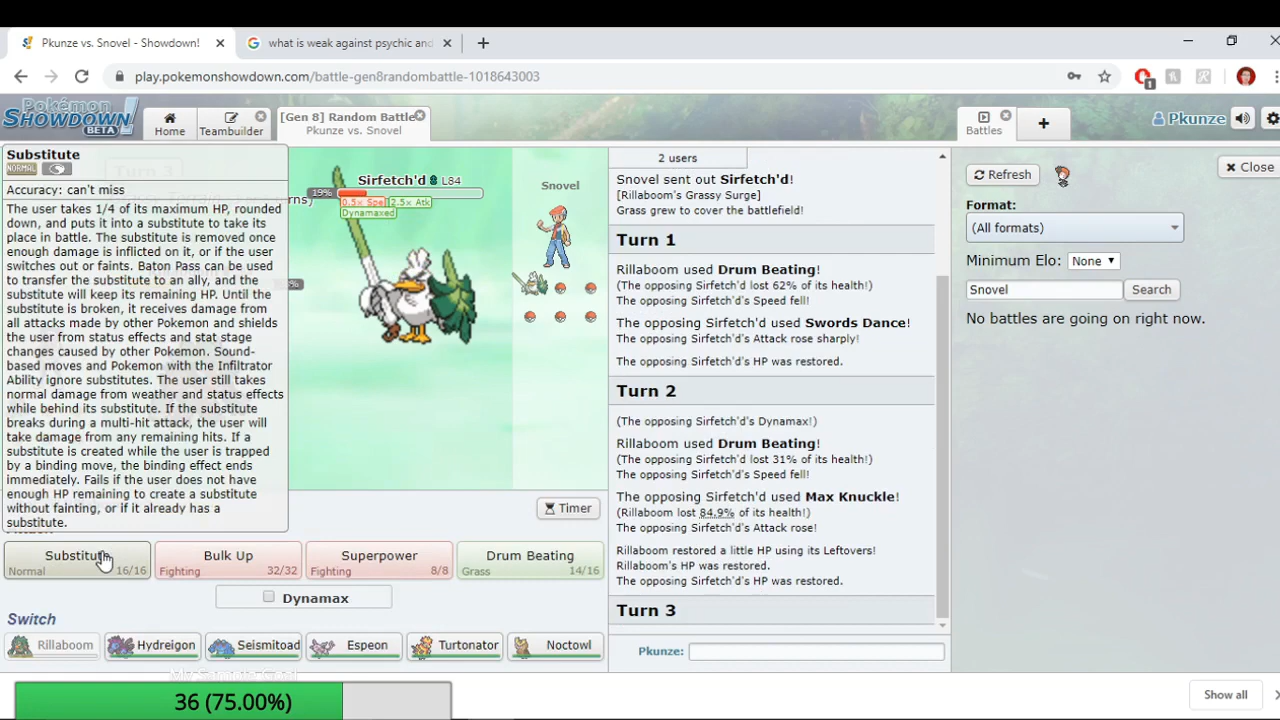 Pkunze vs. Snovel - Showdown!
what is weak against psychic and
play.pokemonshowdown.com/battle-gen8randombattle-1018643003
1
Pokémon
SHOWDOWN!
BETA
Home
Teambuilder
[Gen 8] Random Battle
Pkunze vs. Snovel
Battles
+
Pkunze
Substitute
NORMAL
Accuracy: can't miss
The user takes 1/4 of its maximum HP, rounded
down, and puts it into a substitute to take its
place in battle. The substitute is removed once
enough damage is inflicted on it, or if the user
switches out or faints. Baton Pass can be used
to transfer the substitute to an ally, and the
substitute will keep its remaining HP. Until the
substitute is broken, it receives damage from
all attacks made by other Pokemon and shields
the user from status effects and stat stage
changes caused by other Pokemon. Sound-
based moves and Pokemon with the Infiltrator
Ability ignore substitutes. The user still takes
normal damage from weather and status effects
while behind its substitute. If the substitute
breaks during a multi-hit attack, the user will
take damage from any remaining hits. If a
substitute is created while the user is trapped
by a binding move, the binding effect ends
immediately. Fails if the user does not have
enough HP remaining to create a substitute
without fainting, or if it already has a
substitute.
Sirfetch'd L84
19%
0.5× Spe 2.5× Atk
Dynamaxed
Snovel
Timer
Substitute
Normal 16/16
Bulk Up
Fighting 32/32
Superpower
Fighting 8/8
Drum Beating
Grass 14/16
Dynamax
Switch
Rillaboom
Hydreigon
Seismitoad
Espeon
Turtonator
Noctowl
My Sample Goal
36 (75.00%)
2 users
Snovel sent out Sirfetch'd!
[Rillaboom's Grassy Surge]
Grass grew to cover the battlefield!
Turn 1
Rillaboom used Drum Beating!
(The opposing Sirfetch'd lost 62% of its health!)
The opposing Sirfetch'd's Speed fell!
The opposing Sirfetch'd used Swords Dance!
The opposing Sirfetch'd's Attack rose sharply!
The opposing Sirfetch'd's HP was restored.
Turn 2
(The opposing Sirfetch'd's Dynamax!)
Rillaboom used Drum Beating!
(The opposing Sirfetch'd lost 31% of its health!)
The opposing Sirfetch'd's Speed fell!
The opposing Sirfetch'd used Max Knuckle!
(Rillaboom lost 84.9% of its health!)
The opposing Sirfetch'd's Attack rose!
Rillaboom restored a little HP using its Leftovers!
Rillaboom's HP was restored.
The opposing Sirfetch'd's HP was restored.
Turn 3
Pkunze:
Refresh
Close
Format:
(All formats)
Minimum Elo: None
Snovel
Search
No battles are going on right now.
Show all